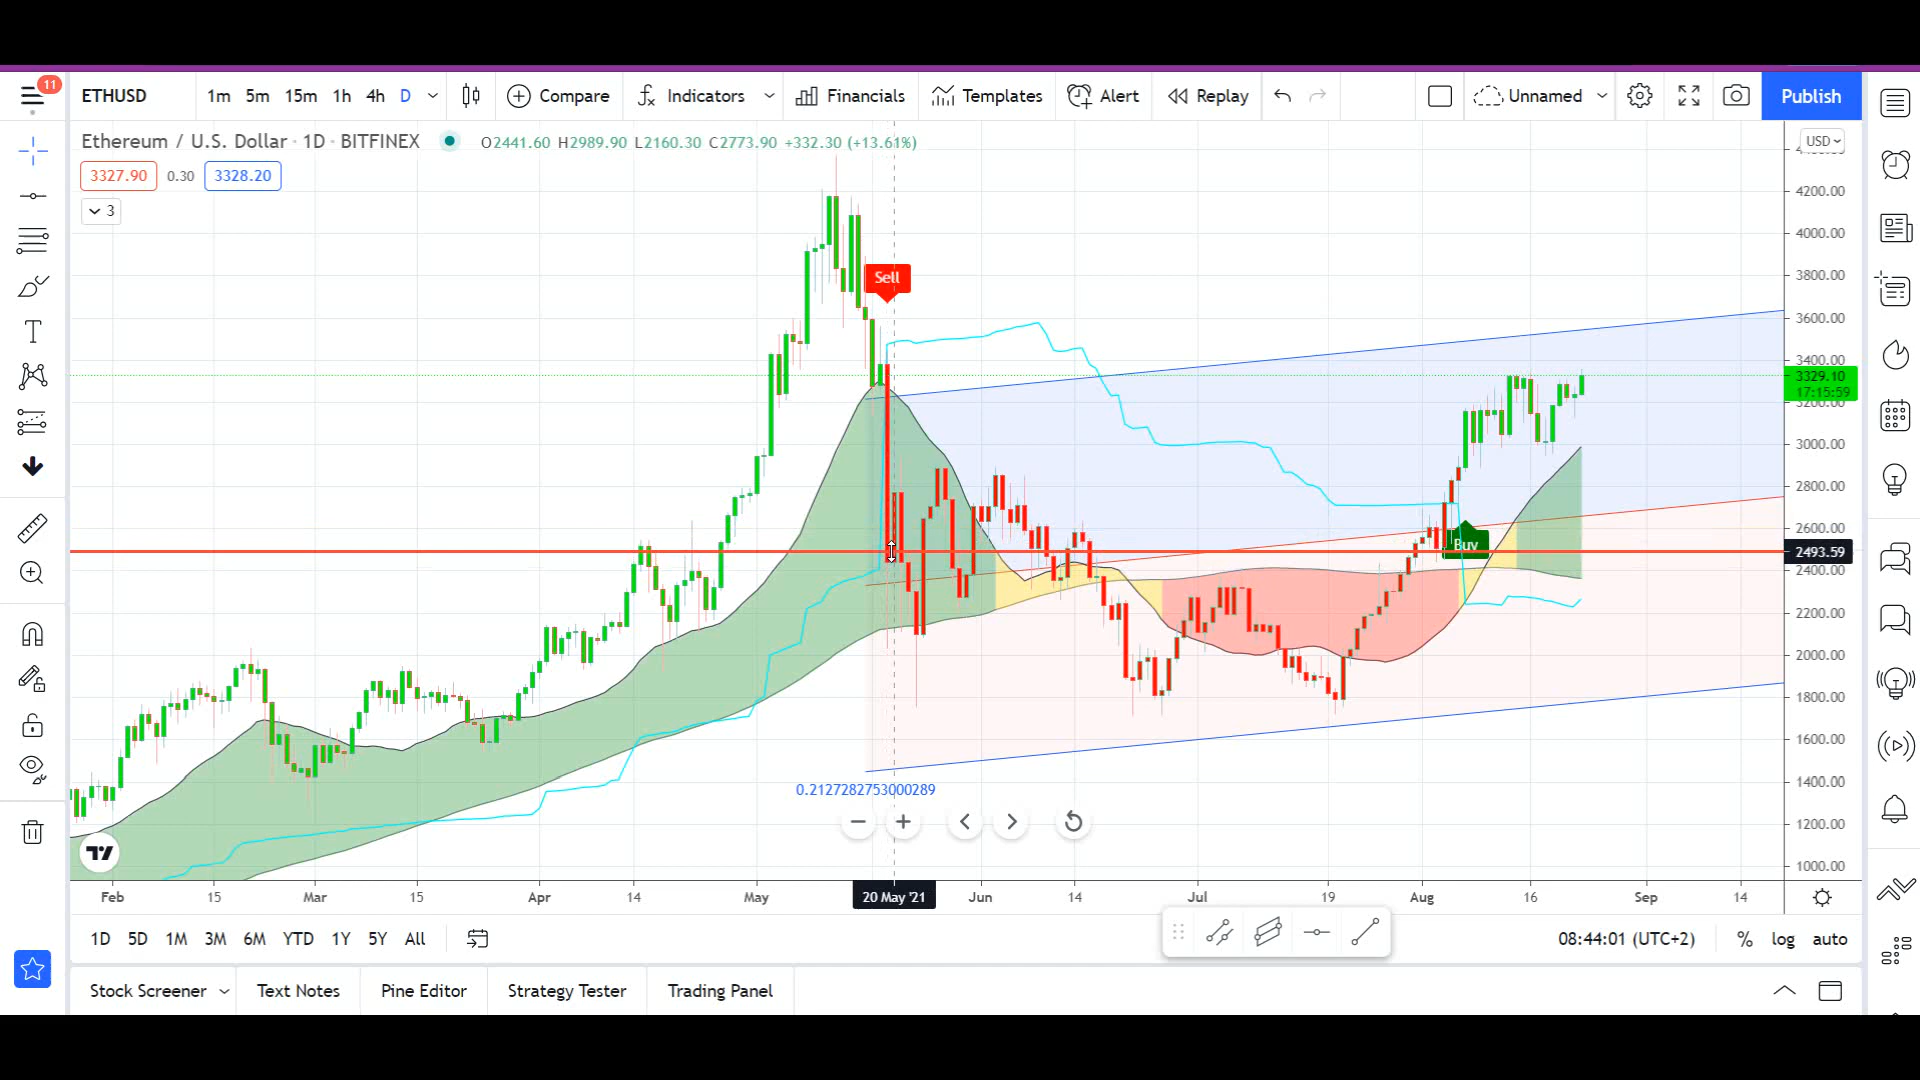 11
ETHUSD 1m 5m 15m 1h 4h D Compare Indicators Financials Templates Alert Replay Unnamed Publish
Ethereum / U.S. Dollar · 1D · BITFINEX O2441.60 H2989.90 L2160.30 C2773.90 +332.30 (+13.61%)
USD
3327.90 0.30 3328.20
3
4200.00
4000.00
Sell
3800.00
3600.00
3400.00
3329.10
17:15:59
3200.00
3000.00
2800.00
2600.00
Buy
2493.59
2400.00
2200.00
2000.00
1800.00
1600.00
1400.00
0.2127282753000289
1200.00
1000.00
Feb 15 Mar 15 Apr 14 May 20 May '21 Jun 14 Jul 19 Aug 16 Sep 14
1D 5D 1M 3M 6M YTD 1Y 5Y All 08:44:01 (UTC+2) % log auto
Stock Screener Text Notes Pine Editor Strategy Tester Trading Panel